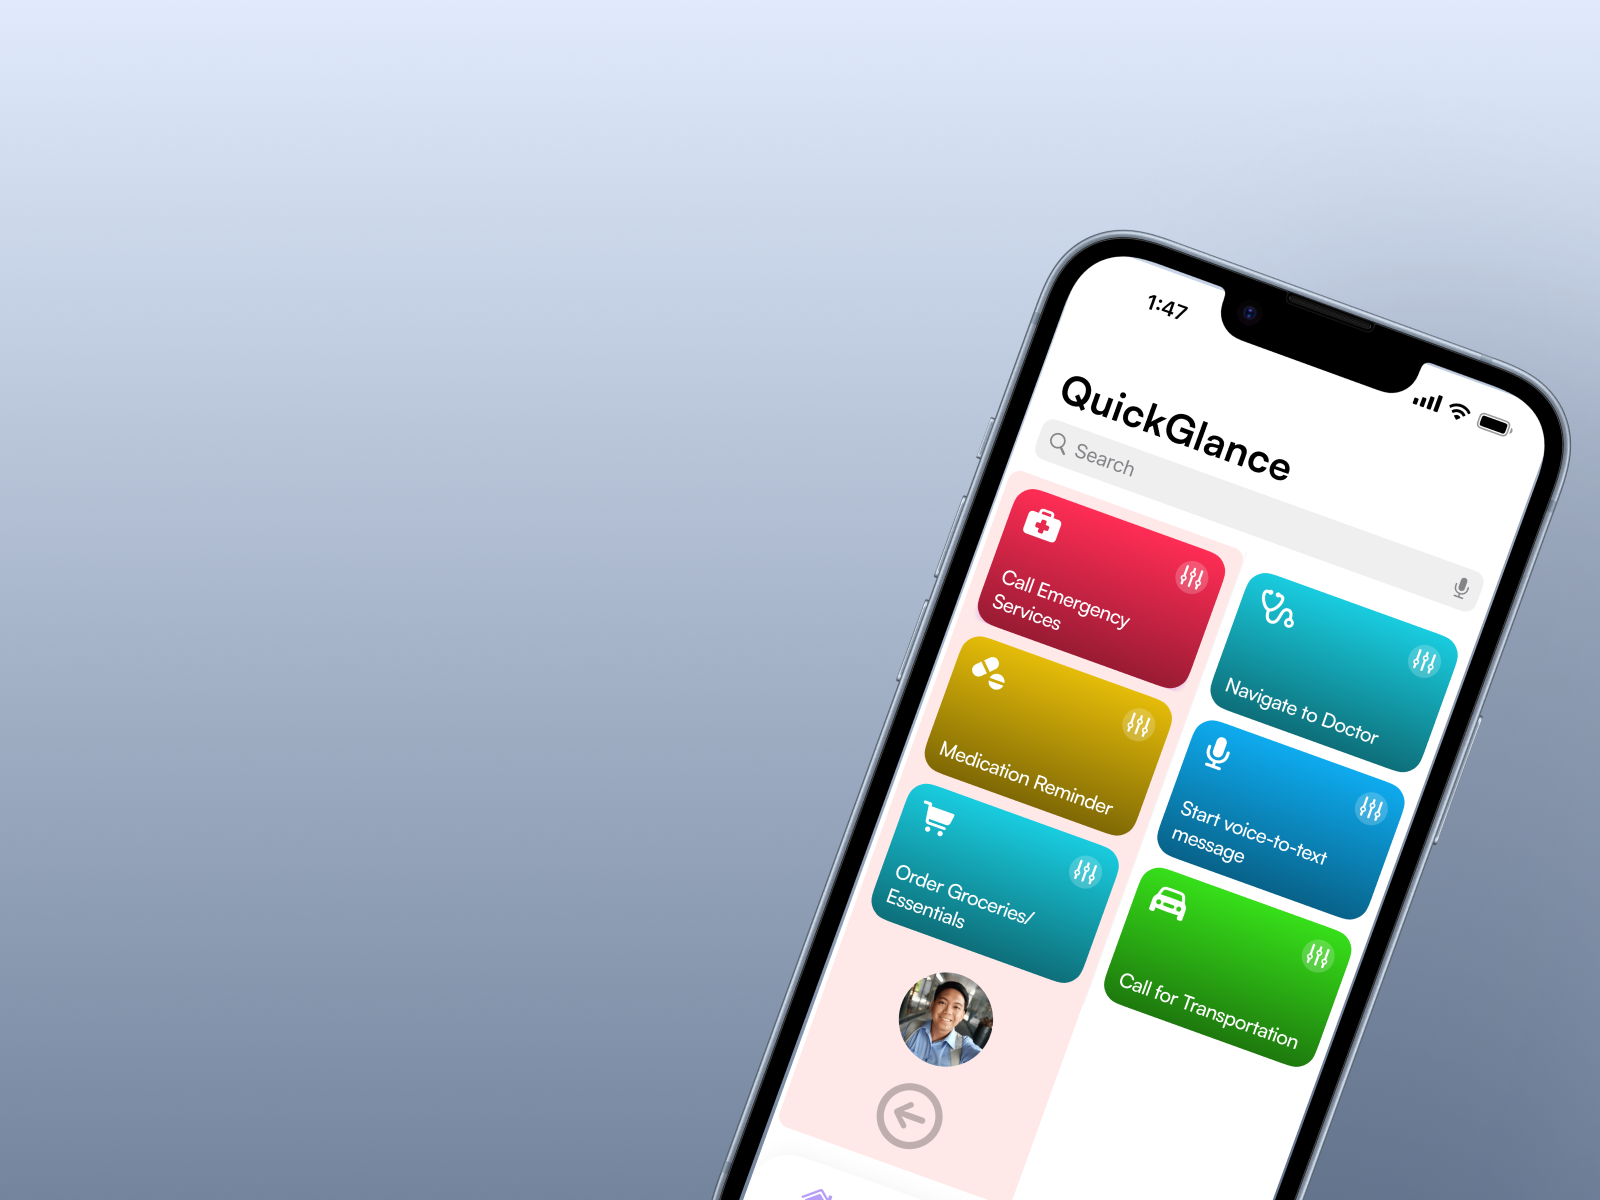 1:47
QuickGlance
Search
Call Emergency
Services
Navigate to Doctor
Medication Reminder
Start voice-to-text
message
Order Groceries/
Essentials
Call for Transportation